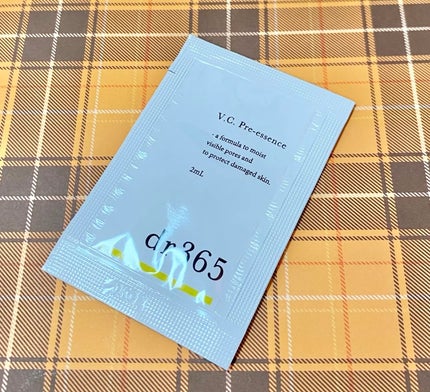 V.C. Pre-essence
- a formula to moist
visible pores and
to protect damaged skin.
2mL
dr365